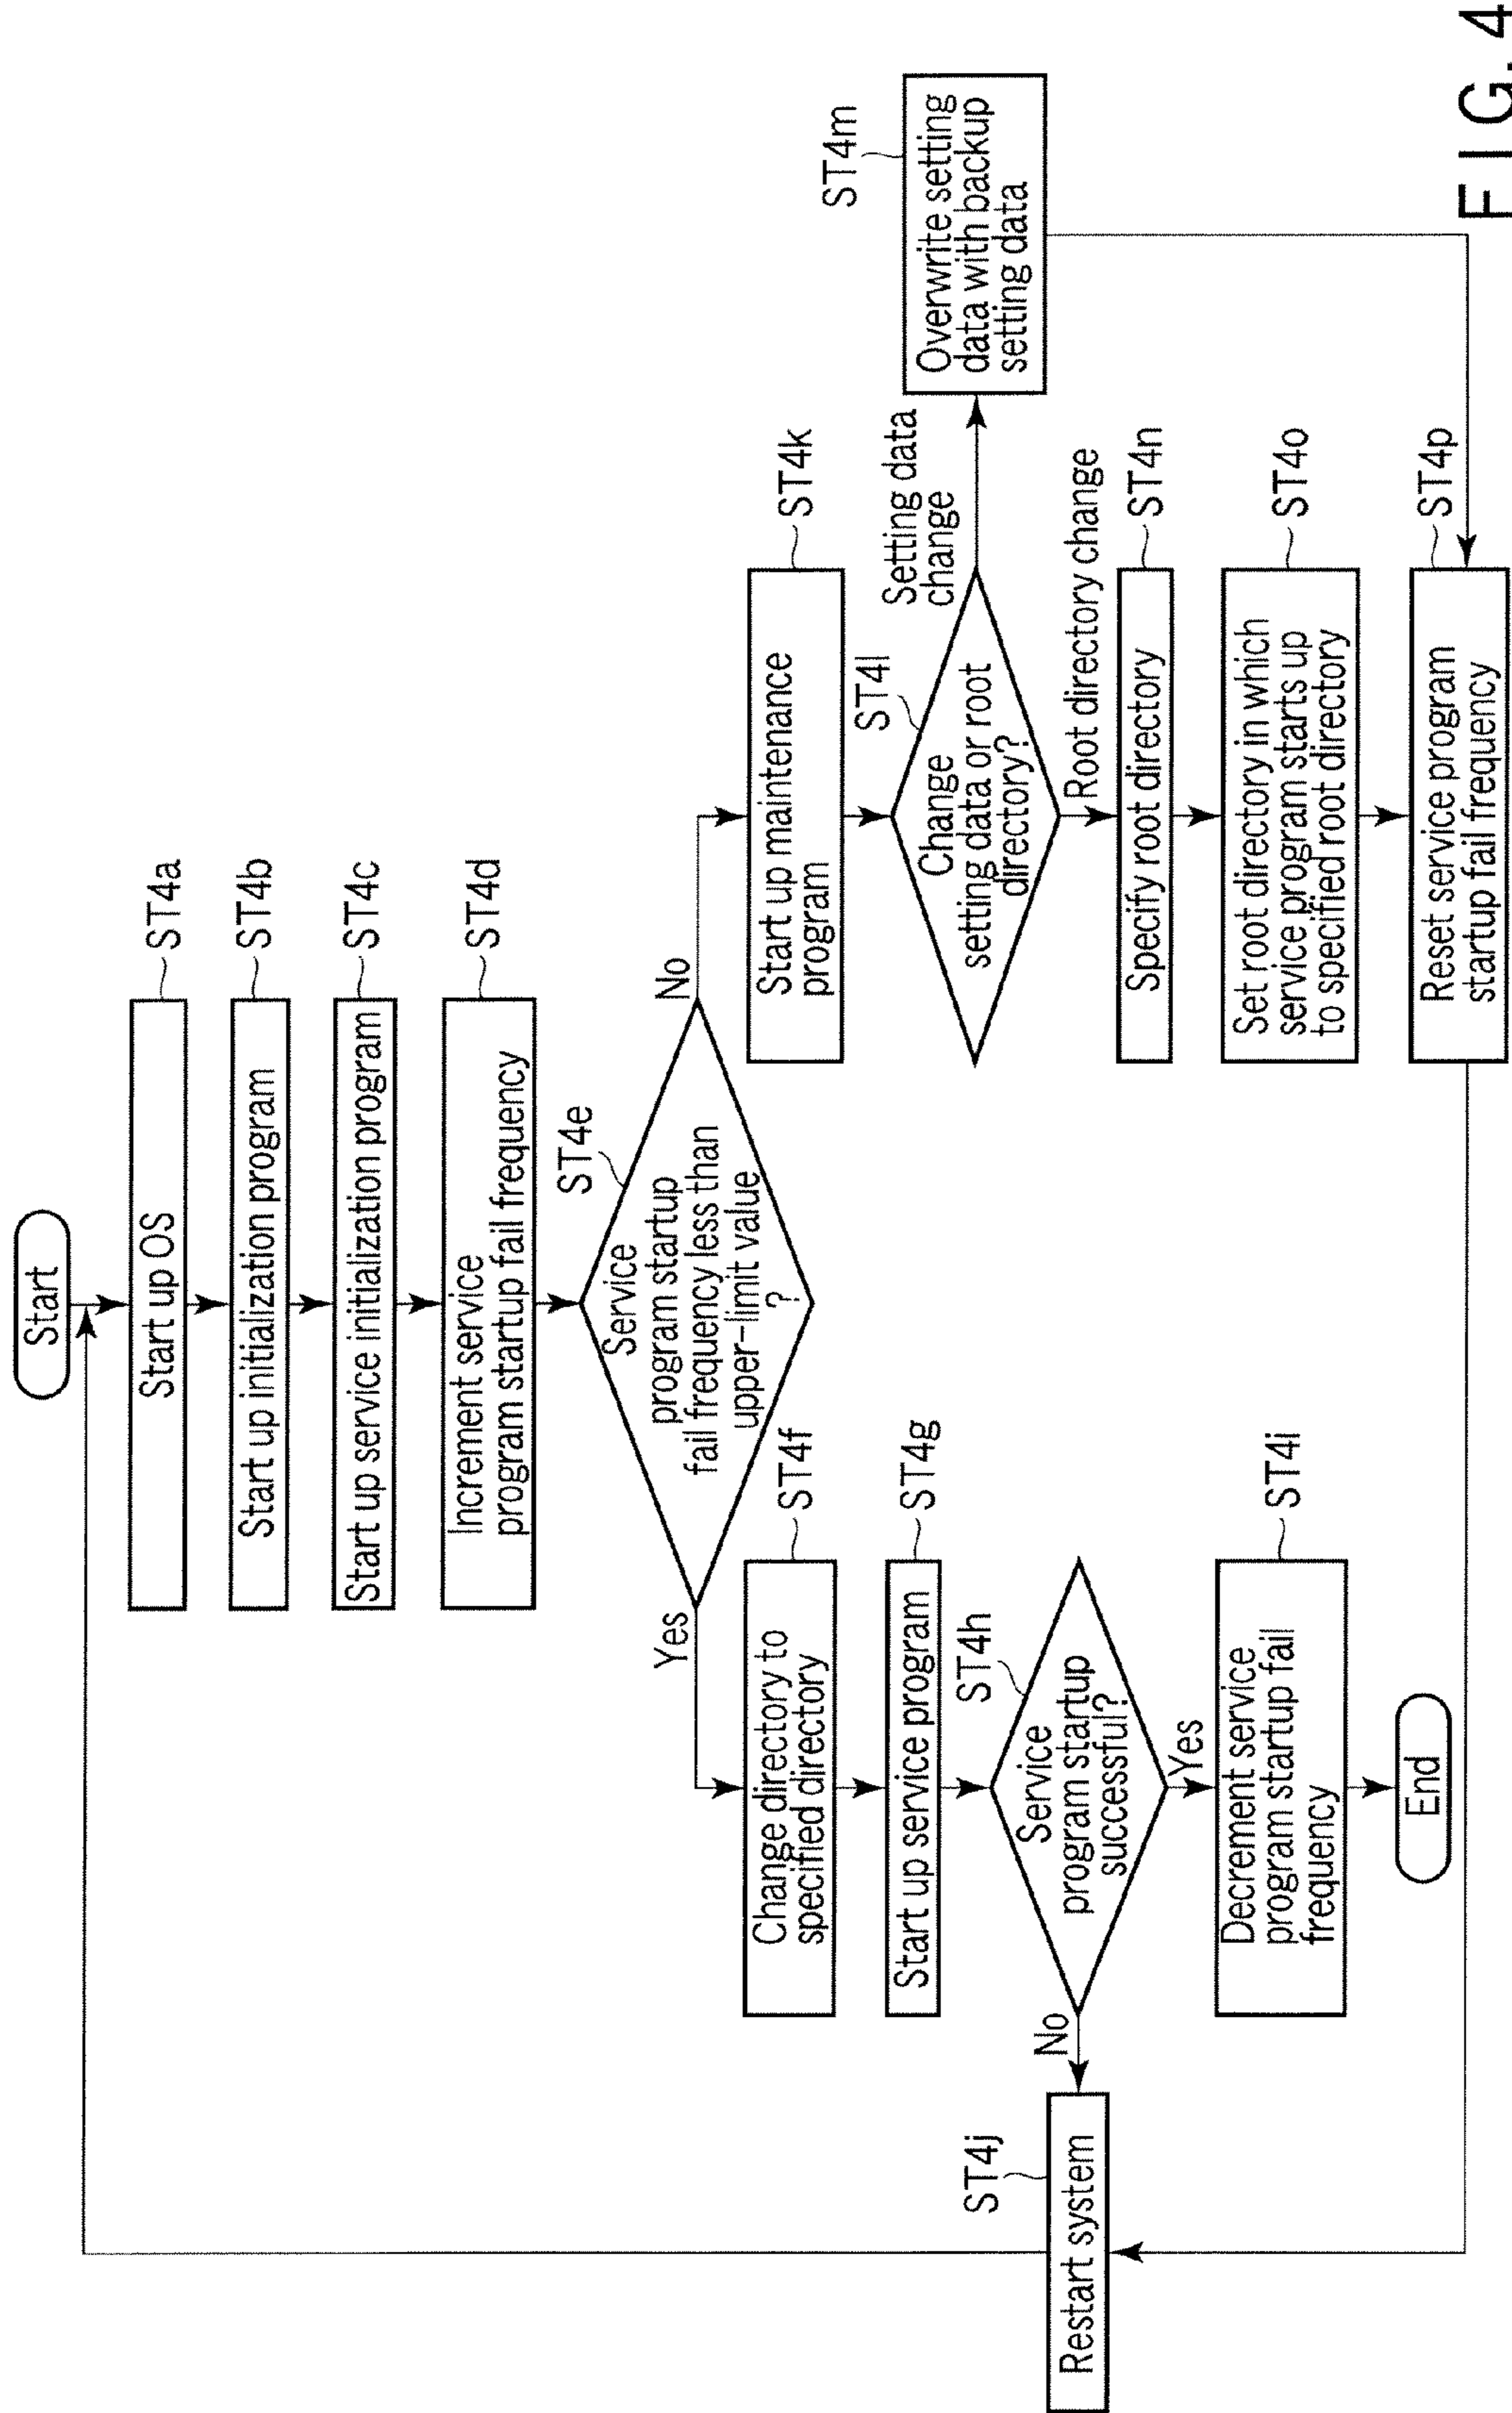 Start
Start up OS
ST4a
Start up initialization program
ST4b
Start up service initialization program
ST4c
Increment service
program startup fail frequency
ST4d
Service
program startup
fail frequency less than
upper-limit value
?
ST4e
Yes
No
Change directory to
specified directory
ST4f
Start up service program
ST4g
Service
program startup
successful?
ST4h
Yes
No
Decrement service
program startup fail
frequency
ST4i
End
Restart system
ST4j
Start up maintenance
program
ST4k
Change
setting data or root
directory?
ST4l
Setting data
change
Overwrite setting
data with backup
setting data
ST4m
Root directory change
Specify root directory
ST4n
Set root directory in which
service program starts up
to specified root directory
ST4o
Reset service program
startup fail frequency
ST4p
FIG. 4